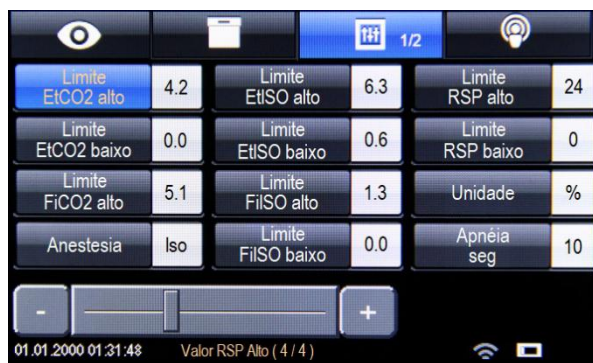 1/2
Limite
EtCO2 alto
4.2
Limite
EtISO alto
6.3
Limite
RSP alto
24
Limite
EtCO2 baixo
0.0
Limite
EtISO baixo
0.6
Limite
RSP baixo
0
Limite
FiCO2 alto
5.1
Limite
FiISO alto
1.3
Unidade
%
Anestesia
Iso
Limite
FiISO baixo
0.0
Apnéia
seg
10
-
+
01.01.2000 01:31:48
Valor RSP Alto ( 4 / 4 )